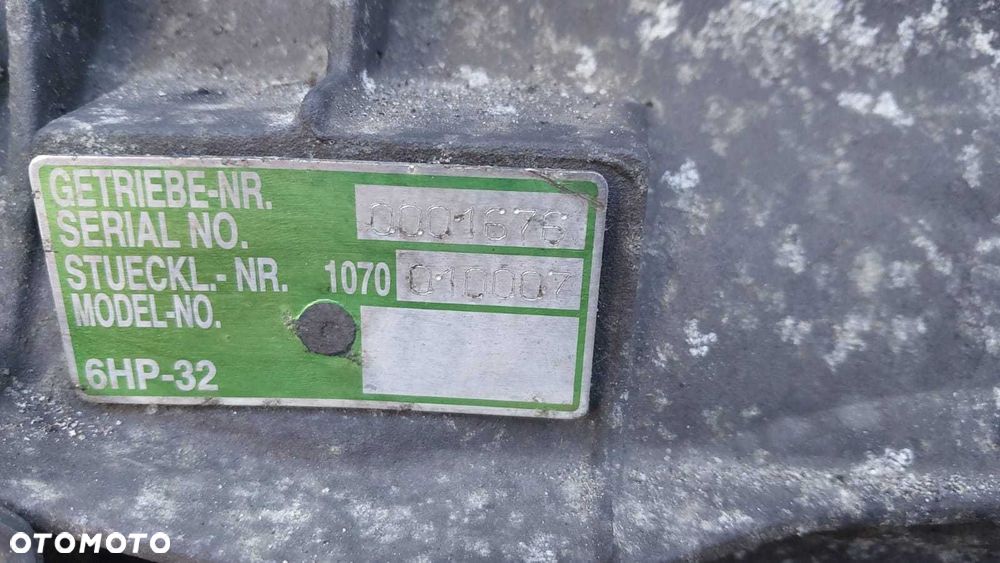 GETRIEBE-NR.
SERIAL NO. 0001676
STUECKL.- NR. 1070 010007
MODEL-NO.
6HP-32
OTOMOTO